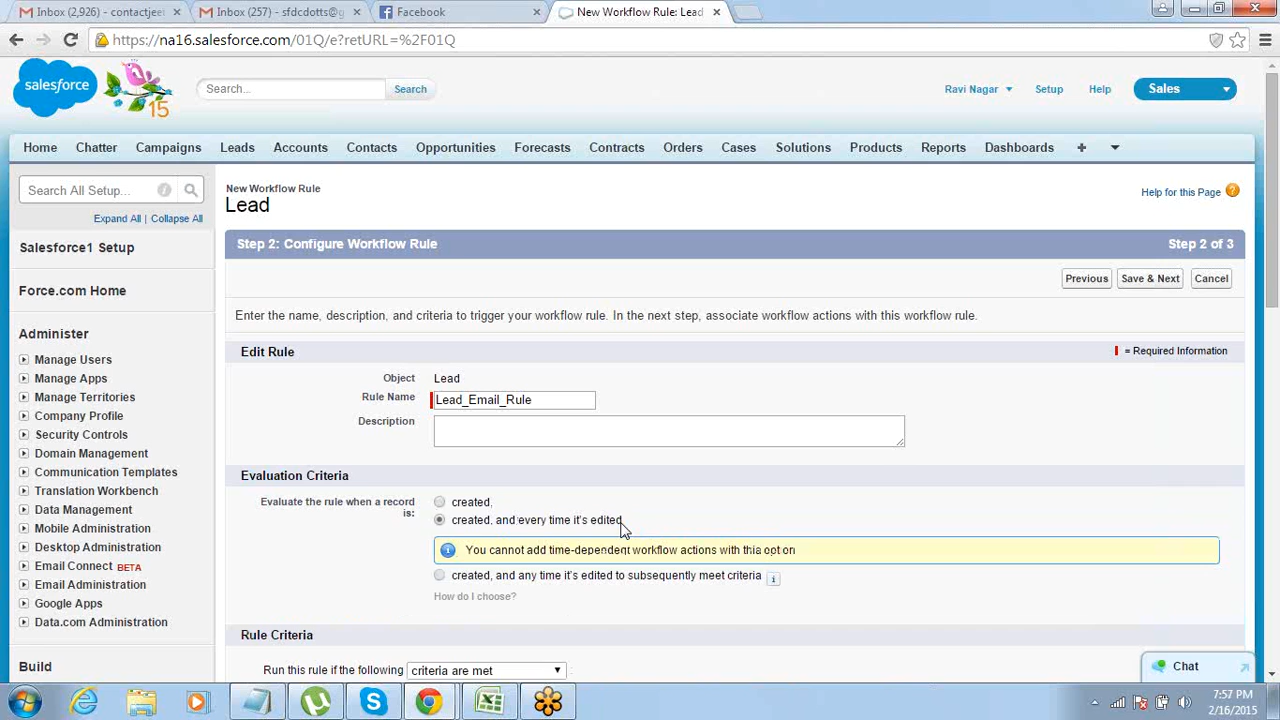 Inbox (2,926) - contactjee
Inbox (257) - sfdcdotts@g
Facebook
New Workflow Rule: Lead
https://na16.salesforce.com/01Q/e?retURL=%2F01Q
salesforce
15
Search...
Search
Ravi Nagar
Setup
Help
Sales
Home
Chatter
Campaigns
Leads
Accounts
Contacts
Opportunities
Forecasts
Contracts
Orders
Cases
Solutions
Products
Reports
Dashboards
+
Search All Setup...
Expand All | Collapse All
Salesforce1 Setup
Force.com Home
Administer
Manage Users
Manage Apps
Manage Territories
Company Profile
Security Controls
Domain Management
Communication Templates
Translation Workbench
Data Management
Mobile Administration
Desktop Administration
Email Connect BETA
Email Administration
Google Apps
Data.com Administration
Build
New Workflow Rule
Lead
Help for this Page
Step 2: Configure Workflow Rule
Step 2 of 3
Previous
Save & Next
Cancel
Enter the name, description, and criteria to trigger your workflow rule. In the next step, associate workflow actions with this workflow rule.
Edit Rule
= Required Information
Object
Lead
Rule Name
Lead_Email_Rule
Description
Evaluation Criteria
Evaluate the rule when a record
is:
created,
created, and every time it's edited
You cannot add time-dependent workflow actions with this opt on
created, and any time it's edited to subsequently meet criteria
How do I choose?
Rule Criteria
Run this rule if the following
criteria are met
:
Chat
7:57 PM
2/16/2015